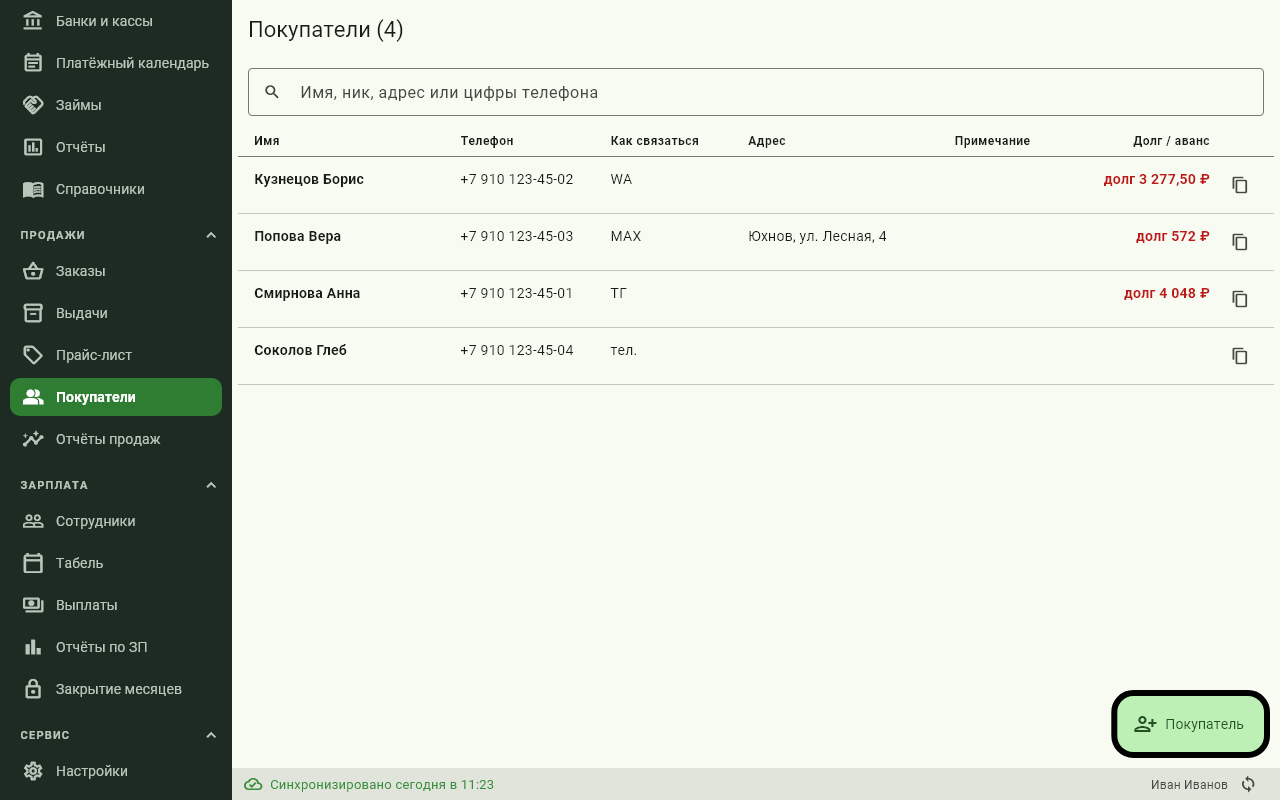 Банки и кассы
Платёжный календарь
Займы
Отчёты
Справочники
ПРОДАЖИ
Заказы
Выдачи
Прайс-лист
Покупатели
Отчёты продаж
ЗАРПЛАТА
Сотрудники
Табель
Выплаты
Отчёты по ЗП
Закрытие месяцев
СЕРВИС
Настройки
Покупатели (4)
Имя, ник, адрес или цифры телефона
Имя Телефон Как связаться Адрес Примечание Долг / аванс
Кузнецов Борис +7 910 123-45-02 WA долг 3 277,50 ₽
Попова Вера +7 910 123-45-03 MAX Юхнов, ул. Лесная, 4 долг 572 ₽
Смирнова Анна +7 910 123-45-01 ТГ долг 4 048 ₽
Соколов Глеб +7 910 123-45-04 тел.
Покупатель
Синхронизировано сегодня в 11:23 Иван Иванов